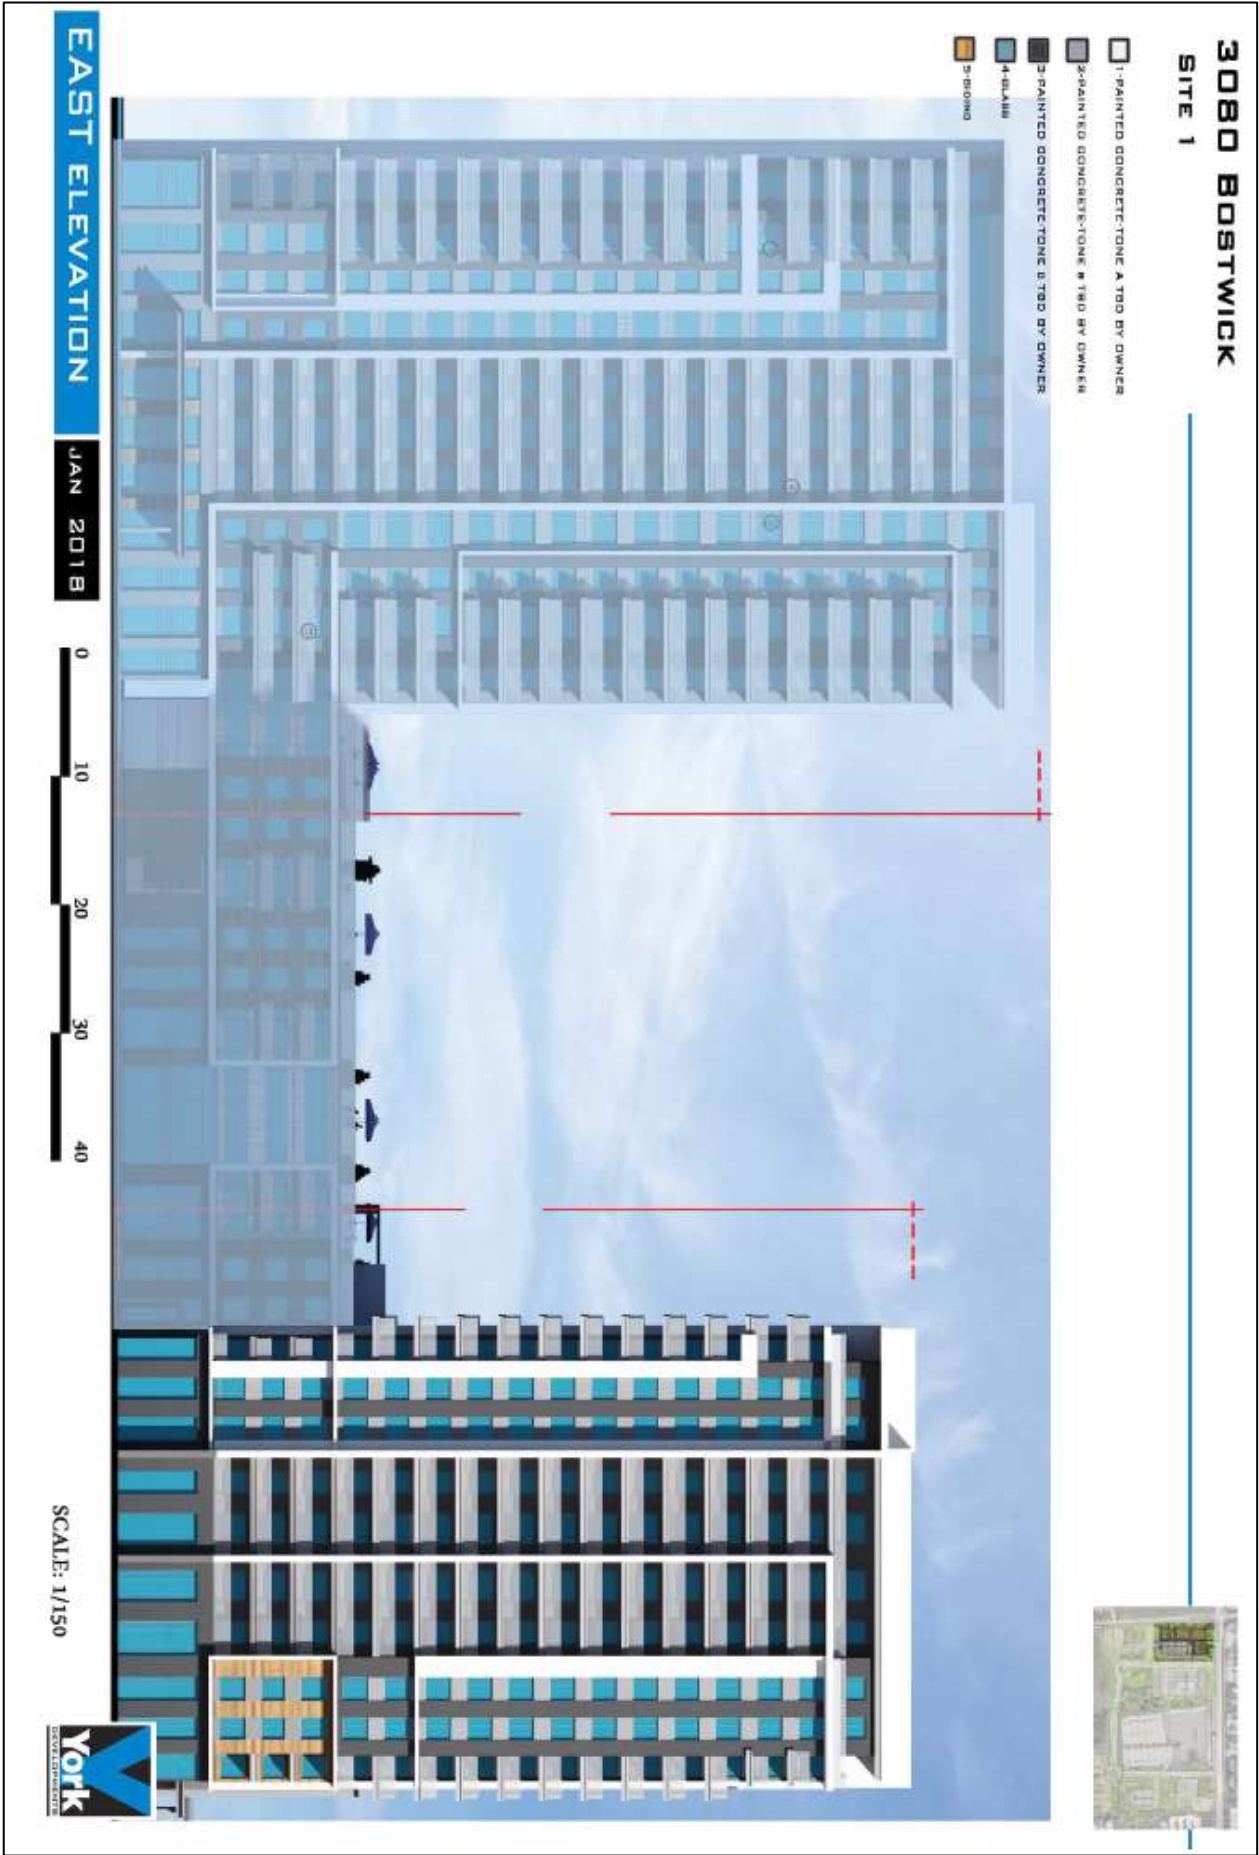 3080 BOSTWICK
SITE 1
1-PAINTED CONCRETE-TONE A TBD BY OWNER
2-PAINTED CONCRETE-TONE B TBD BY OWNER
3-PAINTED CONCRETE-TONE C TBD BY OWNER
4-GLASS
5-SIDING
EAST ELEVATION
JAN 2018
0 10 20 30 40
SCALE: 1/150
York
DEVELOPMENTS